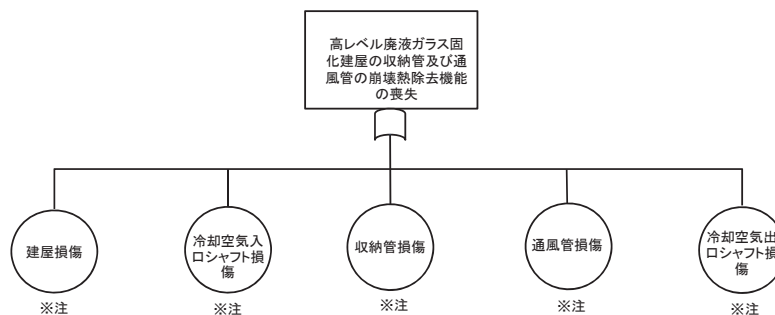 高レベル廃液ガラス固
化建屋の収納管及び通
風管の崩壊熱除去機能
の喪失
建屋損傷
冷却空気入
口シャフト損
傷
収納管損傷
通風管損傷
冷却空気出
口シャフト損
傷
※注
※注
※注
※注
※注